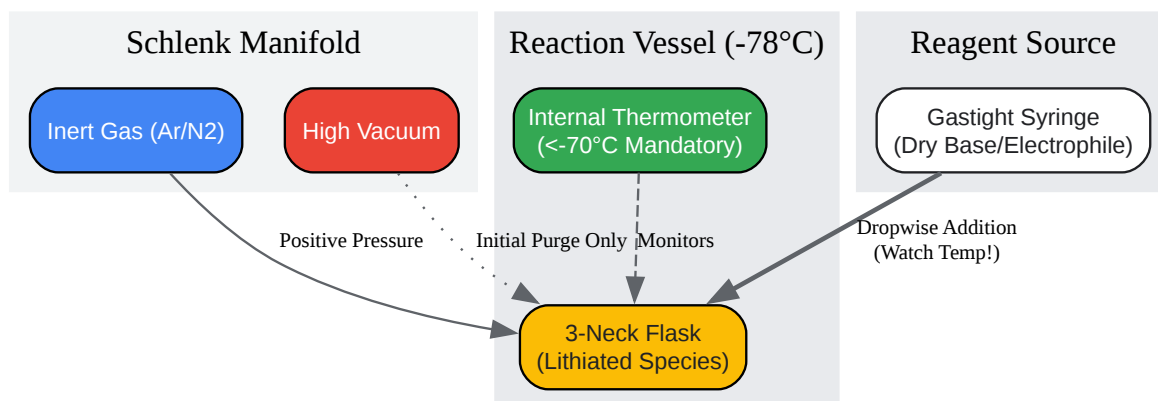 Schlenk Manifold
Reaction Vessel (-78°C)
Reagent Source
Inert Gas (Ar/N2)
High Vacuum
Internal Thermometer
(<-70°C Mandatory)
Gastight Syringe
(Dry Base/Electrophile)
Positive Pressure
Initial Purge Only
Monitors
Dropwise Addition
(Watch Temp!)
3-Neck Flask
(Lithiated Species)